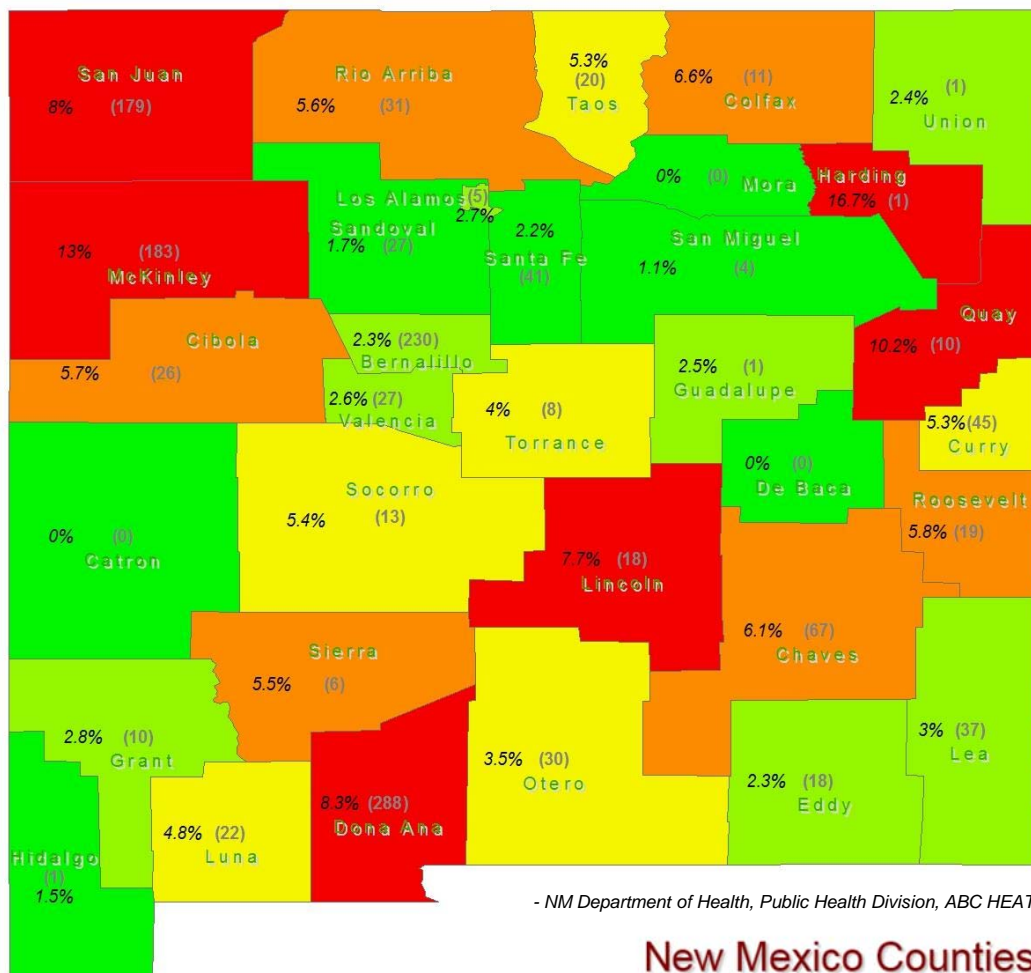 San Juan
8% (179)
Rio Arriba
5.6% (31)
5.3%
(20)
Taos
6.6% (11)
Colfax
(1)
2.4%
Union
0% (0) Mora
Harding
16.7% (1)
Los Alamos (5)
2.7%
Sandoval
1.7% (27)
2.2%
Santa Fe
(41)
San Miguel
1.1% (4)
13% (183)
McKinley
Quay
10.2% (10)
Cibola
5.7% (26)
2.3% (230)
Bernalillo
2.6% (27)
Valencia
4% (8)
Torrance
2.5% (1)
Guadalupe
5.3% (45)
Curry
0% (0)
De Baca
Roosevelt
5.8% (19)
Socorro
5.4% (13)
0% (0)
Catron
7.7% (18)
Lincoln
6.1% (67)
Chaves
Sierra
5.5% (6)
2.8% (10)
Grant
3.5% (30)
Otero
3% (37)
Lea
2.3% (18)
Eddy
8.3% (288)
Dona Ana
4.8% (22)
Luna
Hidalgo
(1)
1.5%
- NM Department of Health, Public Health Division, ABC HEAT
New Mexico Counties